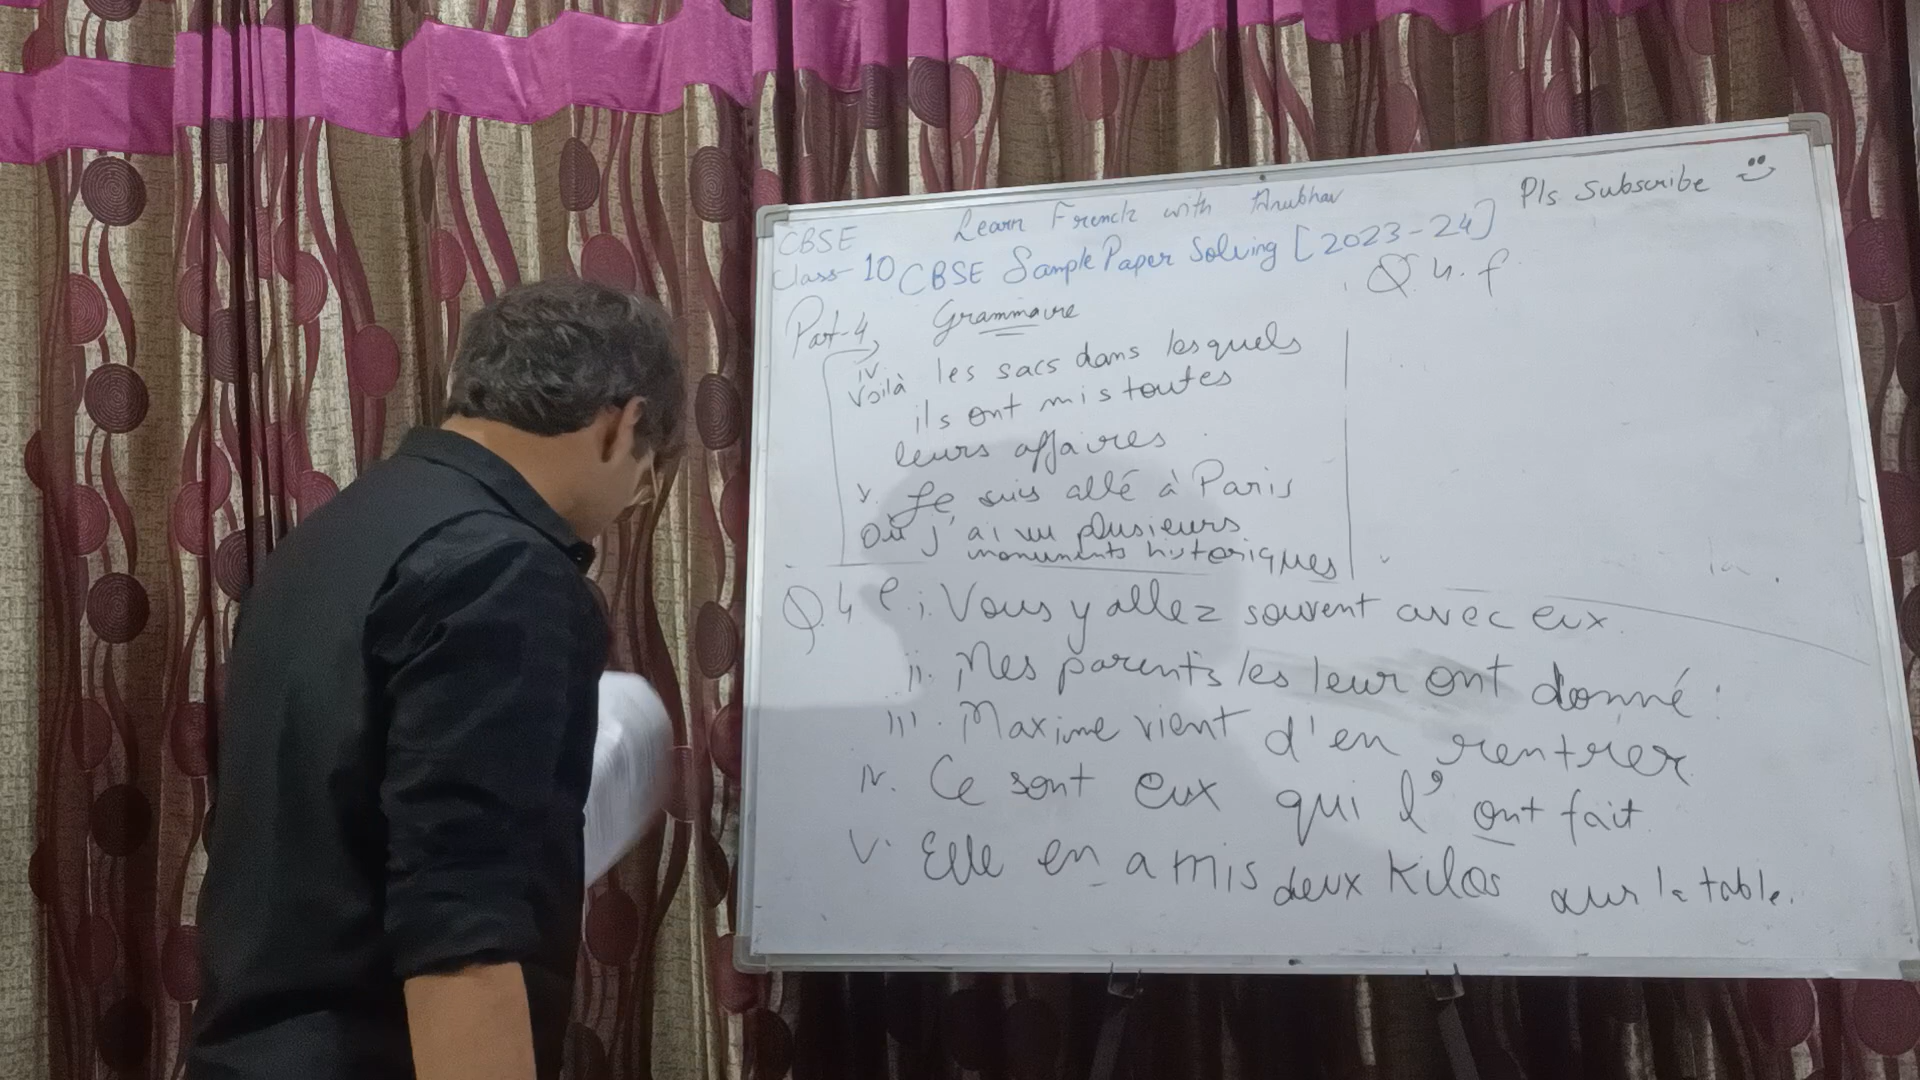 Learn French with Anubhav
Pls Subscribe
CBSE
Class-10 CBSE Sample Paper Solving [2023-24]
Part-4 Grammaire
Q4.f
iv.
Voilà les sacs dans lesquels
ils ont mis toutes
leurs affaires.
v. Je suis allé à Paris
Où j'ai vu plusieurs
monuments historiques
Q.4 e. i. Vous y allez souvent avec eux
ii. Mes parents les leur ont donné
iii. Maxime vient d'en rentrer
iv. Ce sont eux qui l'ont fait
v. Elle en a mis deux Kilos sur la table.